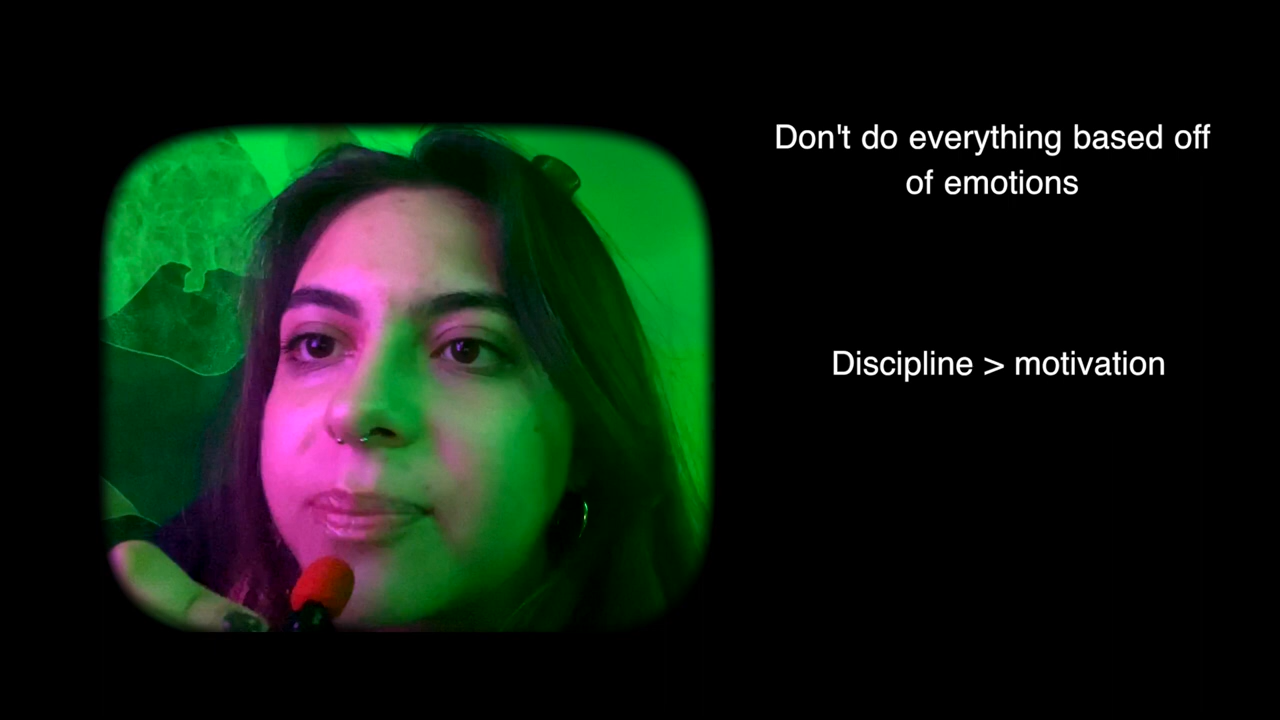 Don't do everything based off
of emotions
Discipline > motivation